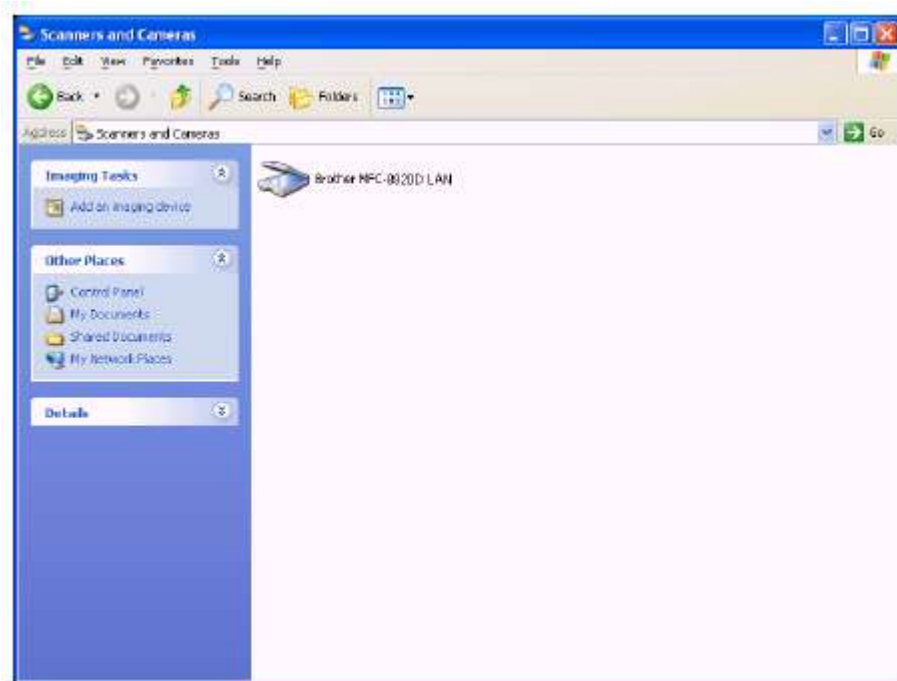 Scanners and Cameras
File Edit View Favorites Tools Help
Back Search Folders
Address Scanners and Cameras Go
Imaging Tasks
Add an imaging device
Brother MFC-8820D LAN
Other Places
Control Panel
My Documents
Shared Documents
My Network Places
Details